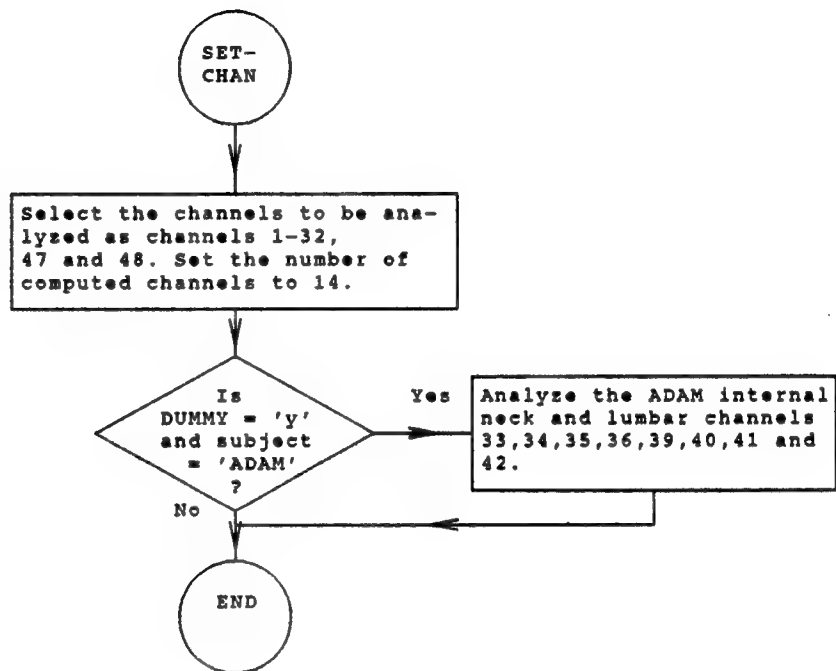 SET-
CHAN
Select the channels to be ana-
lyzed as channels 1-32,
47 and 48. Set the number of
computed channels to 14.
Is
DUMMY = 'y'
and subject
= 'ADAM'
?
Yes
Analyze the ADAM internal
neck and lumbar channels
33,34,35,36,39,40,41 and
42.
No
END